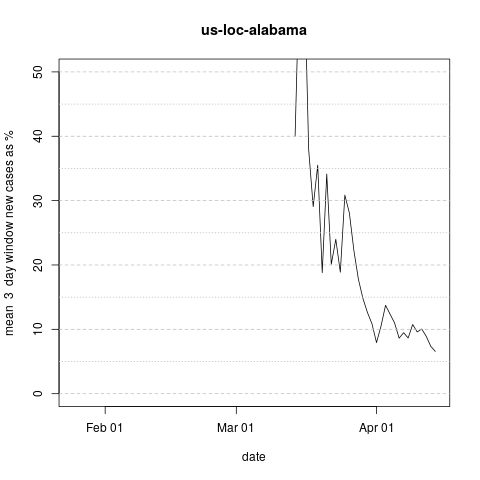 us-loc-alabama
mean  3  day window new cases as %
50
40
30
20
10
0
Feb 01
Mar 01
Apr 01
date